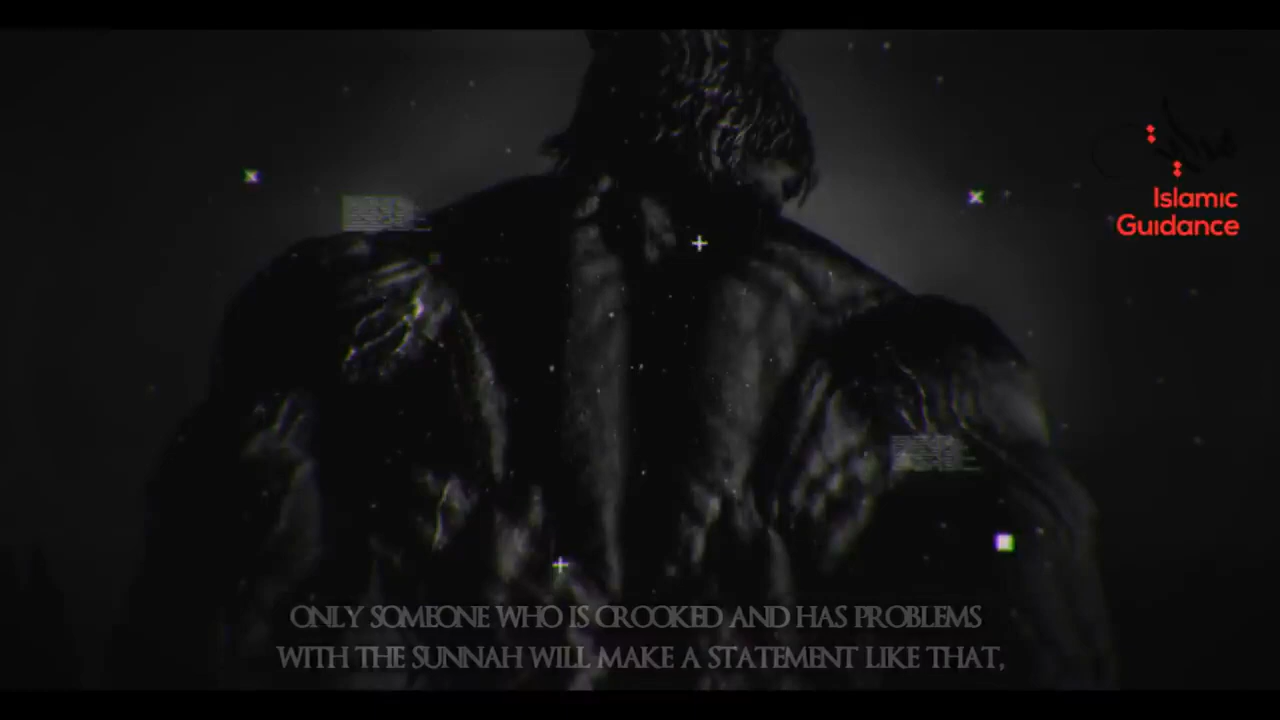 Islamic
Guidance
ONLY SOMEONE WHO IS CROOKED AND HAS PROBLEMS
WITH THE SUNNAH WILL MAKE A STATEMENT LIKE THAT,